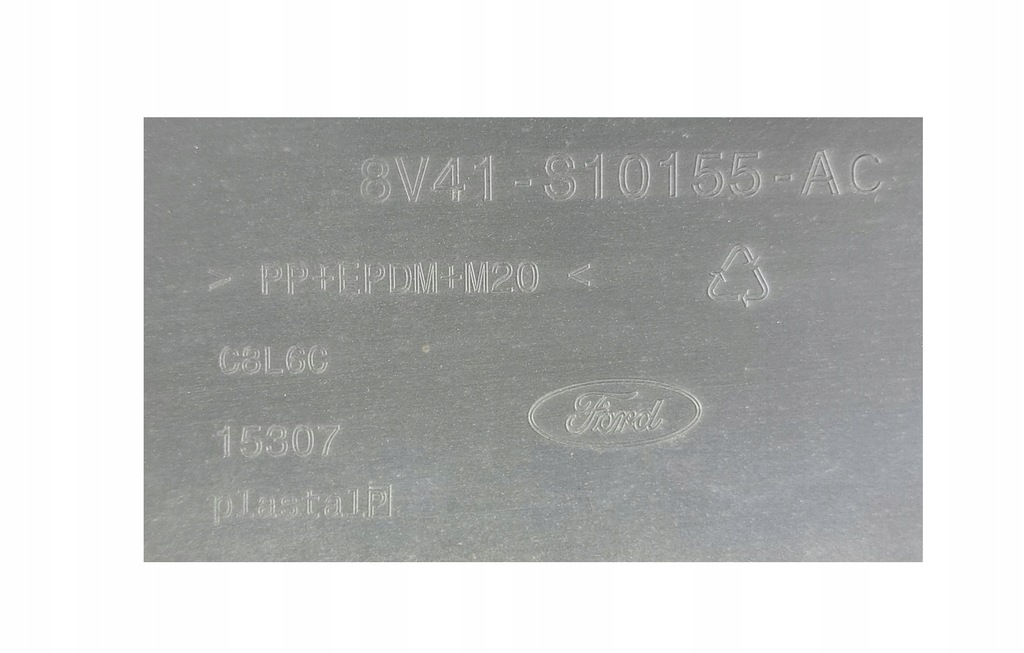 8V41-S10155-AC
> PP+EPDM+M20 <
C8L6C
Ford
15307
plastal P